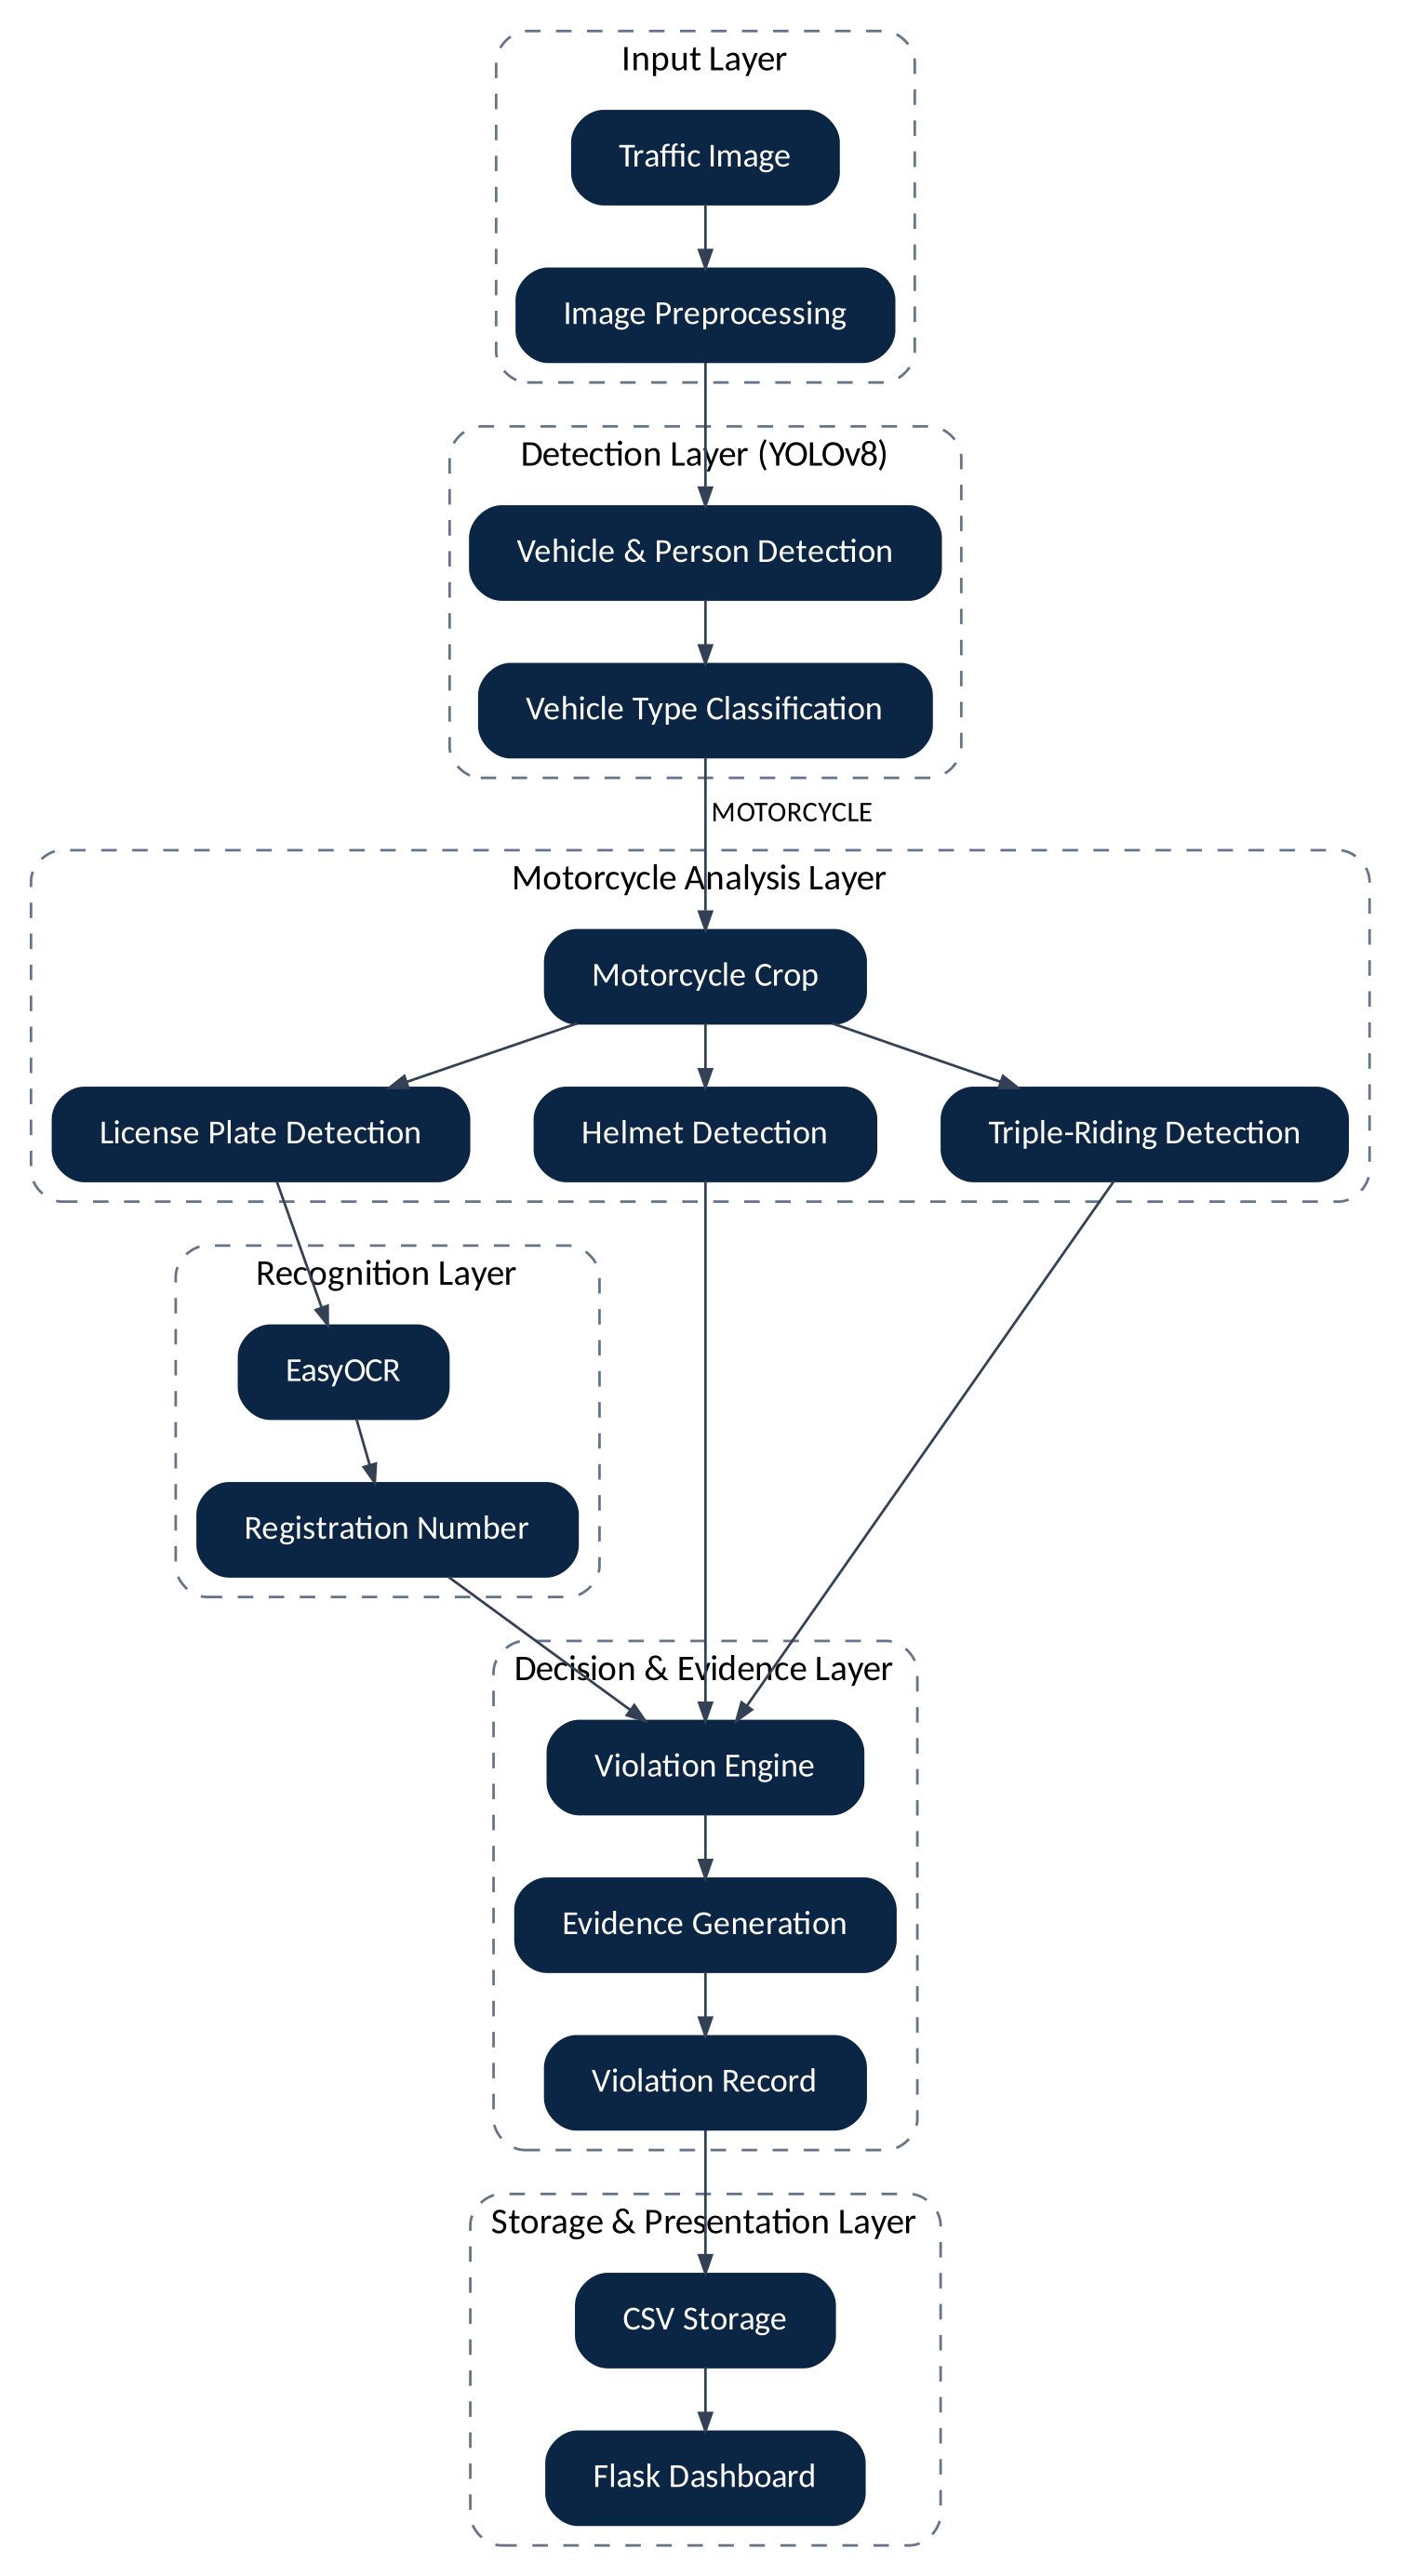 Input Layer
Traffic Image
Image Preprocessing
Detection Layer (YOLOv8)
Vehicle & Person Detection
Vehicle Type Classification
MOTORCYCLE
Motorcycle Analysis Layer
Motorcycle Crop
License Plate Detection
Helmet Detection
Triple-Riding Detection
Recognition Layer
EasyOCR
Registration Number
Decision & Evidence Layer
Violation Engine
Evidence Generation
Violation Record
Storage & Presentation Layer
CSV Storage
Flask Dashboard